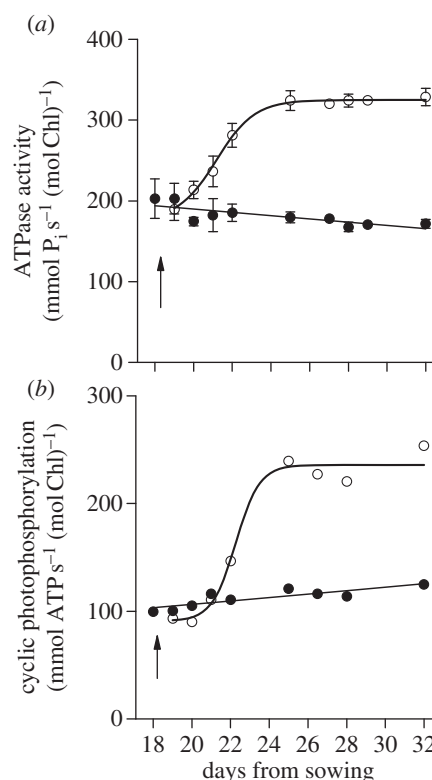 (a)
400
300
200
100
0
ATPase activity
(mmol Pi s−1 (mol Chl)−1)
(b)
300
200
100
0
cyclic photophosphorylation
(mmol ATP s−1 (mol Chl)−1)
18 20 22 24 26 28 30 32
days from sowing